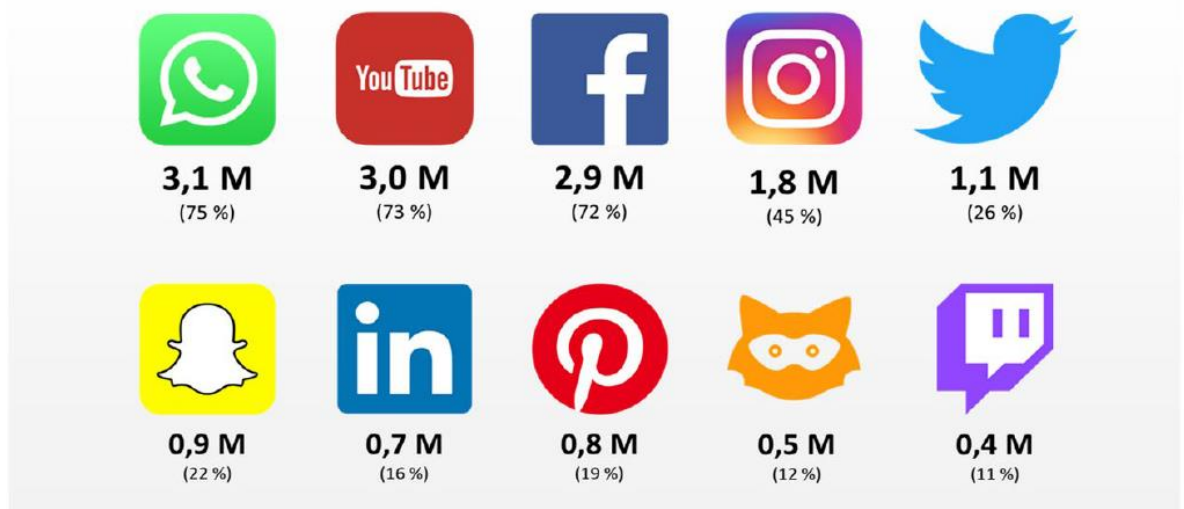 You Tube
3,1 M
(75 %)
3,0 M
(73 %)
2,9 M
(72 %)
1,8 M
(45 %)
1,1 M
(26 %)
in
0,9 M
(22 %)
0,7 M
(16 %)
0,8 M
(19 %)
0,5 M
(12 %)
0,4 M
(11 %)